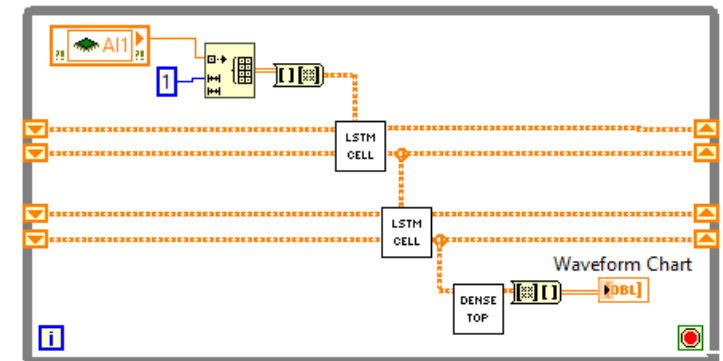 AI1
1
LSTM
CELL
LSTM
CELL
Waveform Chart
DBL
DENSE
TOP
i